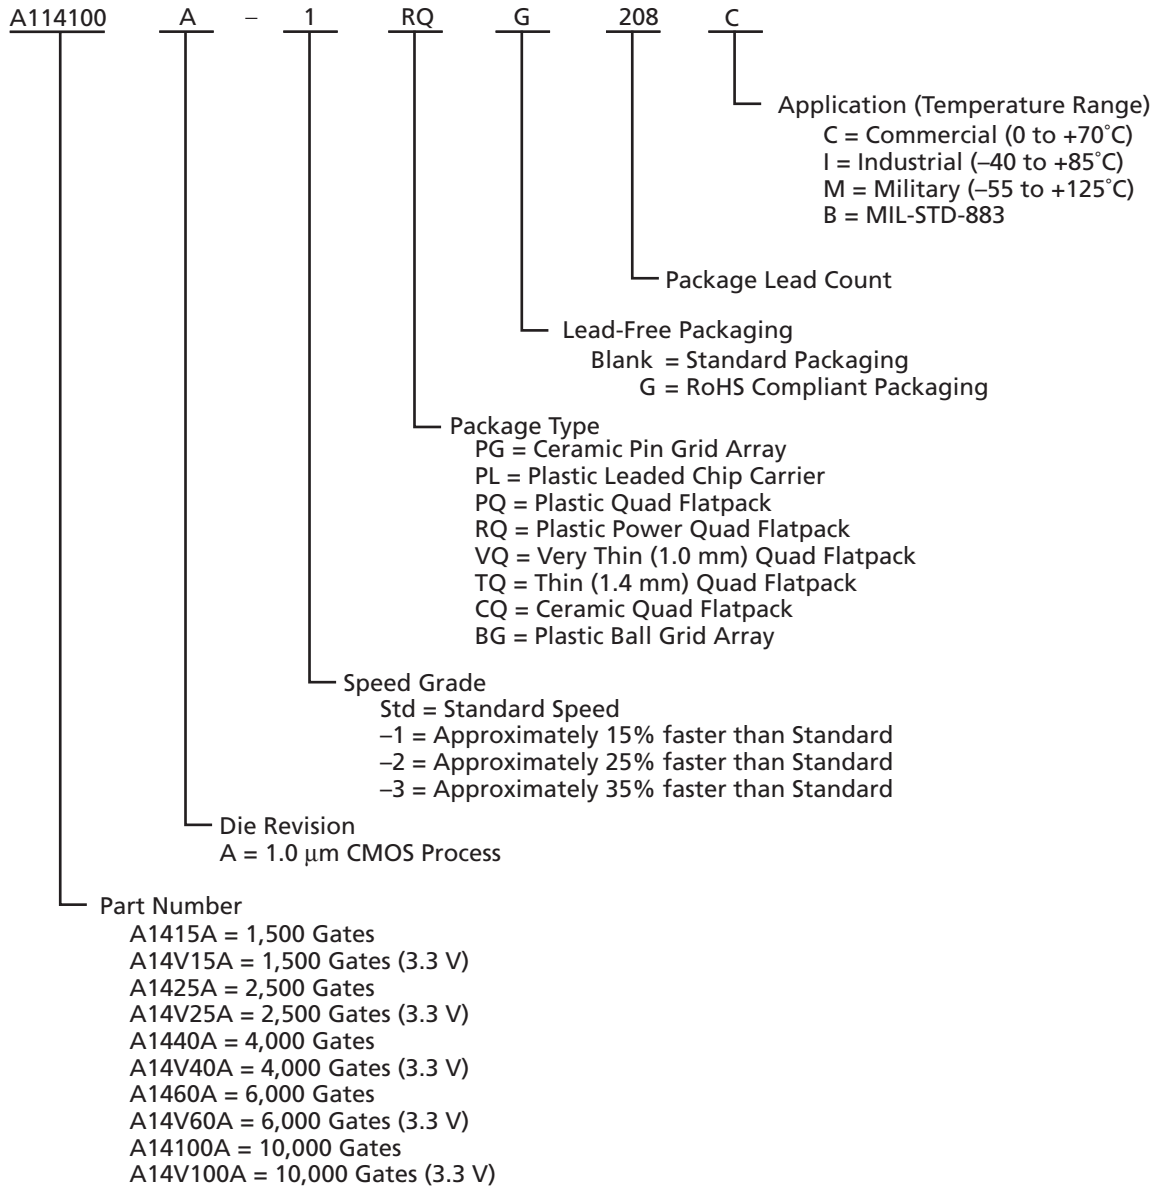 A114100 A – 1 RQ G 208 C
Application (Temperature Range)
C = Commercial (0 to +70˚C)
I = Industrial (–40 to +85˚C)
M = Military (–55 to +125˚C)
B = MIL-STD-883
Package Lead Count
Lead-Free Packaging
Blank = Standard Packaging
G = RoHS Compliant Packaging
Package Type
PG = Ceramic Pin Grid Array
PL = Plastic Leaded Chip Carrier
PQ = Plastic Quad Flatpack
RQ = Plastic Power Quad Flatpack
VQ = Very Thin (1.0 mm) Quad Flatpack
TQ = Thin (1.4 mm) Quad Flatpack
CQ = Ceramic Quad Flatpack
BG = Plastic Ball Grid Array
Speed Grade
Std = Standard Speed
–1 = Approximately 15% faster than Standard
–2 = Approximately 25% faster than Standard
–3 = Approximately 35% faster than Standard
Die Revision
A = 1.0 μm CMOS Process
Part Number
A1415A = 1,500 Gates
A14V15A = 1,500 Gates (3.3 V)
A1425A = 2,500 Gates
A14V25A = 2,500 Gates (3.3 V)
A1440A = 4,000 Gates
A14V40A = 4,000 Gates (3.3 V)
A1460A = 6,000 Gates
A14V60A = 6,000 Gates (3.3 V)
A14100A = 10,000 Gates
A14V100A = 10,000 Gates (3.3 V)